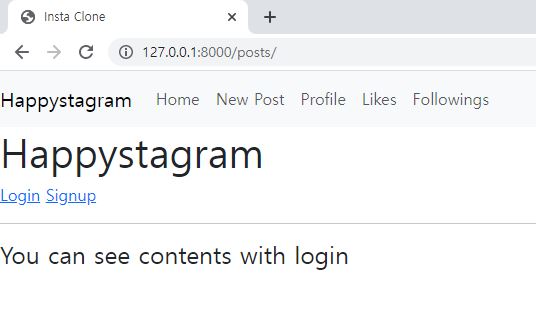 Insta Clone
127.0.0.1:8000/posts/
Happystagram Home New Post Profile Likes Followings
Happystagram
Login Signup
You can see contents with login